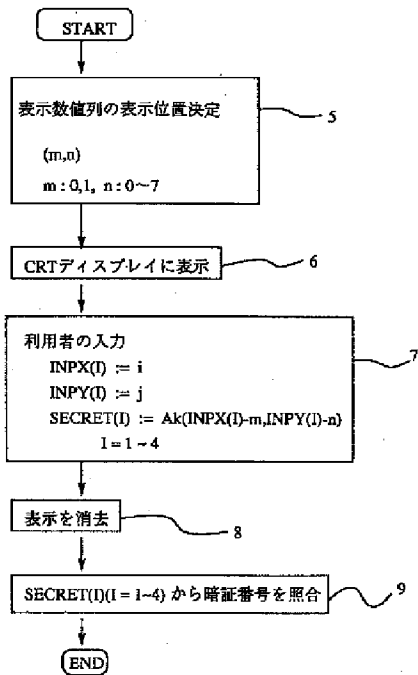 START
表示数値列の表示位置決定
5
(m,n)
m : 0,1, n : 0〜7
CRTディスプレイに表示
6
利用者の入力
7
INPX(I) := i
INPY(I) := j
SECRET(I) := Ak(INPX(I)-m,INPY(I)-n)
I = 1 ~ 4
表示を消去
8
SECRET(I)(I = 1~4) から暗証番号を照合
9
END